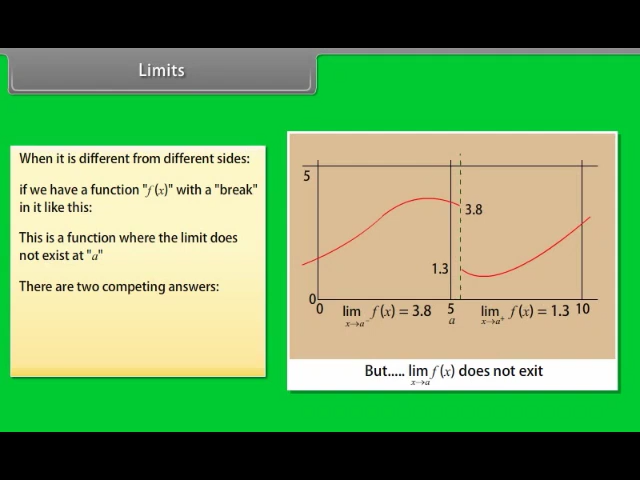 Limits
When it is different from different sides:
if we have a function "f(x)" with a "break"
in it like this:
This is a function where the limit does
not exist at "a"
There are two competing answers:
5
3.8
1.3
0
0 lim x→a⁻ f(x) = 3.8 5 a lim x→a⁺ f(x) = 1.3 10
But..... lim x→a f(x) does not exit